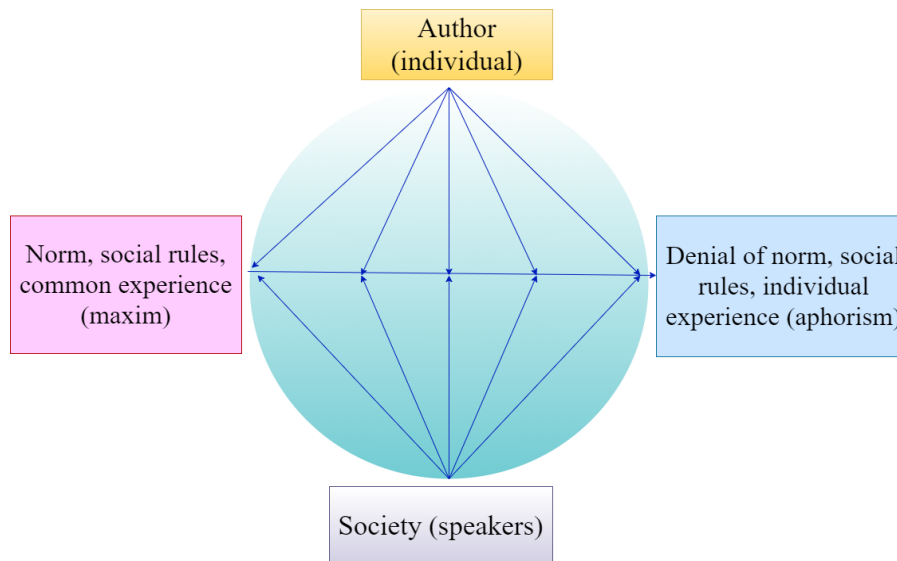 Author
(individual)
Norm, social rules,
common experience
(maxim)
Denial of norm, social
rules, individual
experience (aphorism)
Society (speakers)